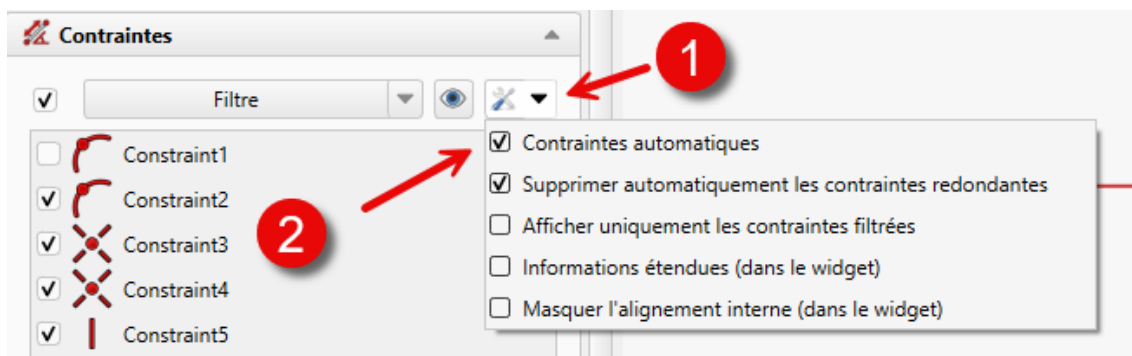 Contraintes
1
Filtre
Contraintes automatiques
Constraint1
Supprimer automatiquement les contraintes redondantes
Constraint2
2
Afficher uniquement les contraintes filtrées
Constraint3
Informations étendues (dans le widget)
Constraint4
Masquer l'alignement interne (dans le widget)
Constraint5